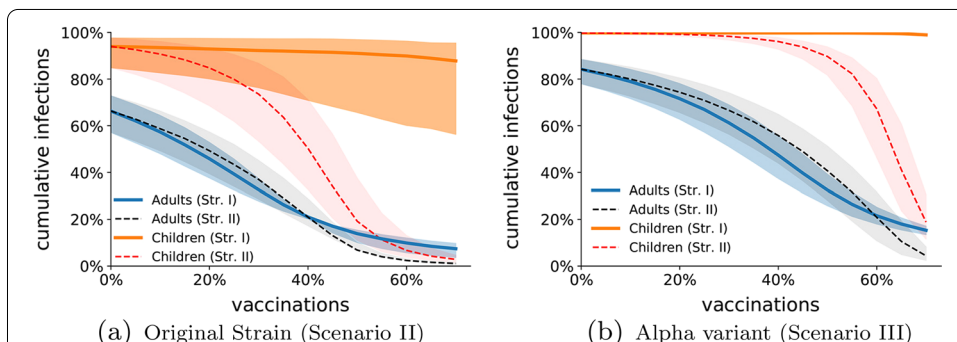 100%
80%
60%
40%
20%
0%
cumulative infections
Adults (Str. I)
Adults (Str. II)
Children (Str. I)
Children (Str. II)
0%
20%
40%
60%
vaccinations
(a) Original Strain (Scenario II)
100%
80%
60%
40%
20%
0%
cumulative infections
Adults (Str. I)
Adults (Str. II)
Children (Str. I)
Children (Str. II)
0%
20%
40%
60%
vaccinations
(b) Alpha variant (Scenario III)